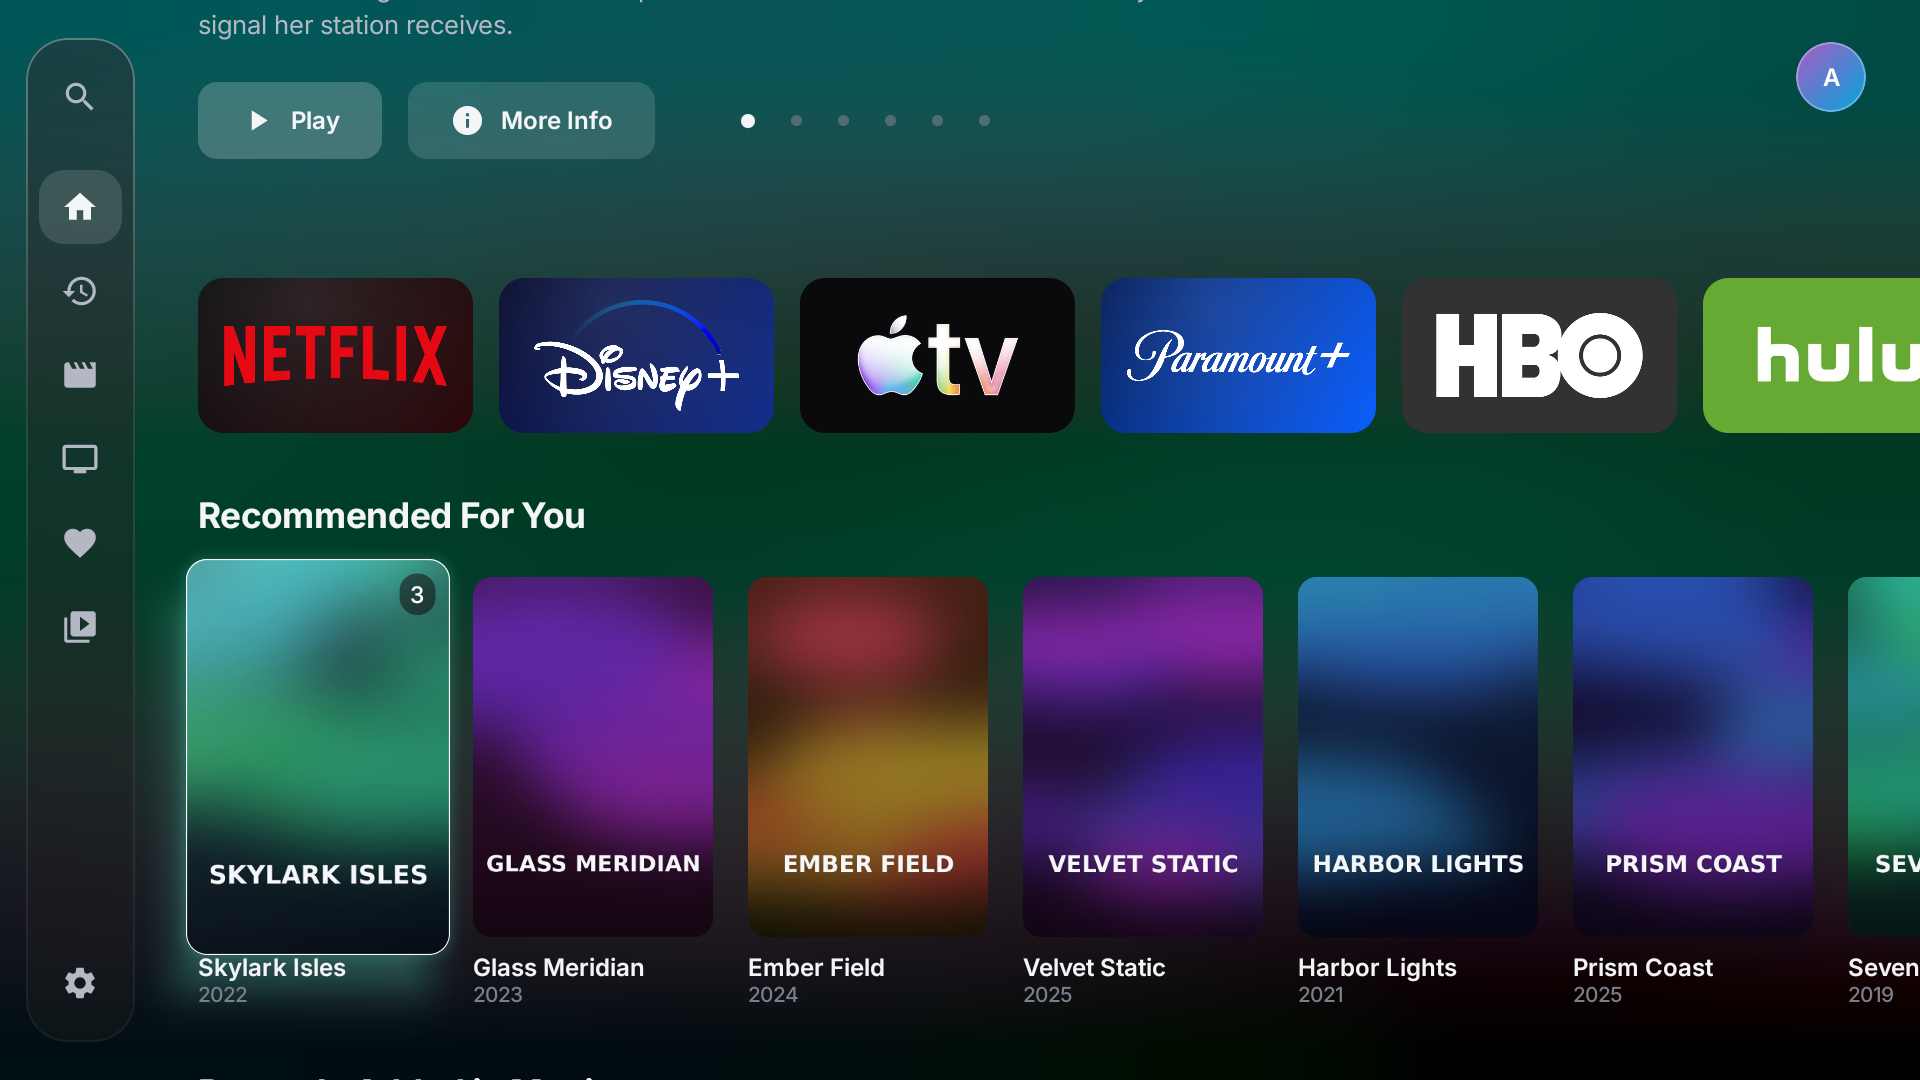 signal her station receives.
A
Play
More Info
NETFLIX
Disney+
tv
Paramount+
HBO
hulu
Recommended For You
3
SKYLARK ISLES
GLASS MERIDIAN
EMBER FIELD
VELVET STATIC
HARBOR LIGHTS
PRISM COAST
SEV
Skylark Isles
Glass Meridian
Ember Field
Velvet Static
Harbor Lights
Prism Coast
Seven
2022
2023
2024
2025
2021
2025
2019